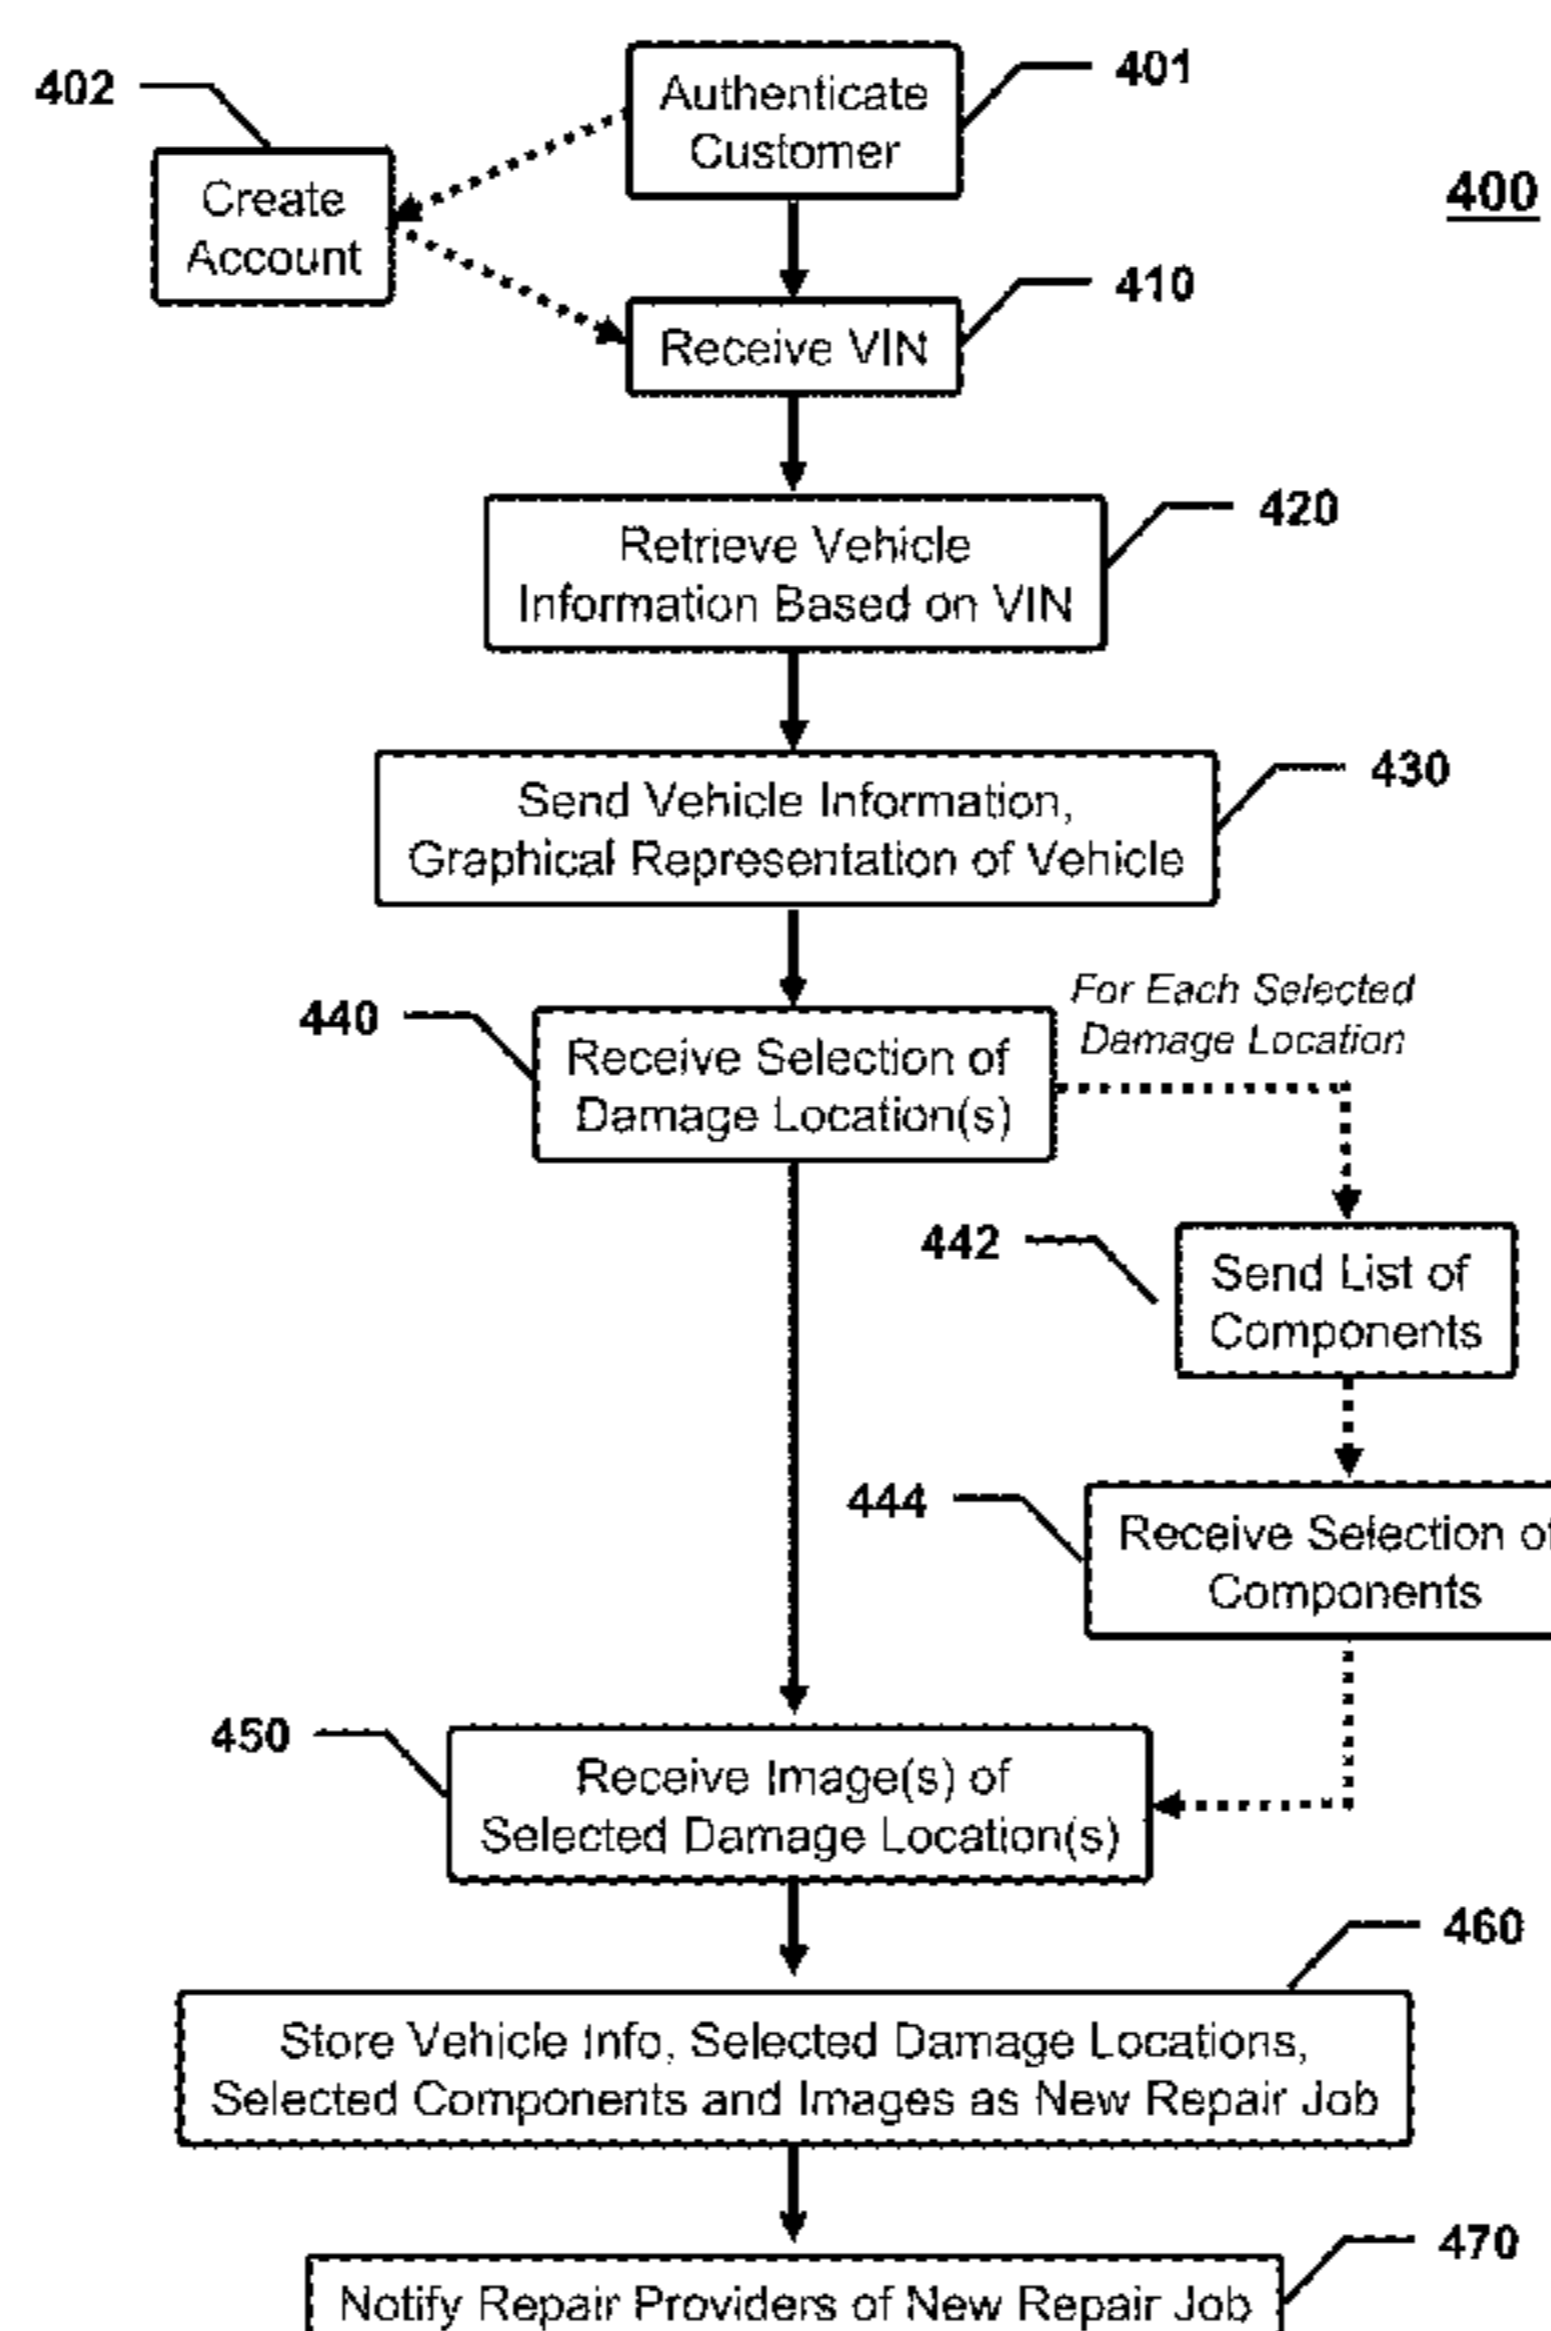 402
Authenticate
Customer
401
Create
Account
400
410
Receive VIN
420
Retrieve Vehicle
Information Based on VIN
430
Send Vehicle Information,
Graphical Representation of Vehicle
For Each Selected
Damage Location
440
Receive Selection of
Damage Location(s)
442
Send List of
Components
444
Receive Selection of
Components
450
Receive Image(s) of
Selected Damage Location(s)
460
Store Vehicle Info, Selected Damage Locations,
Selected Components and Images as New Repair Job
470
Notify Repair Providers of New Repair Job